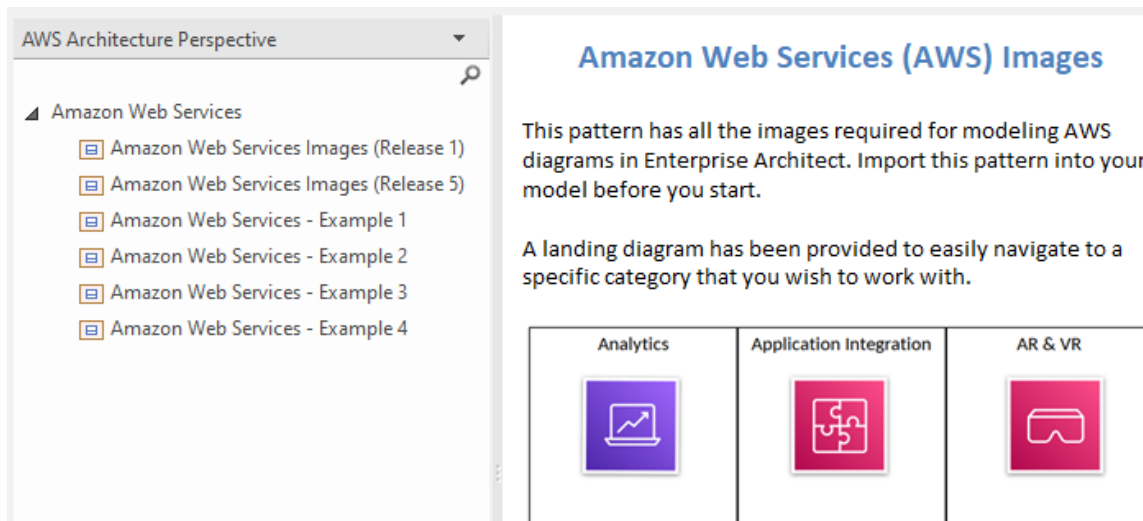 AWS Architecture Perspective
Amazon Web Services
Amazon Web Services Images (Release 1)
Amazon Web Services Images (Release 5)
Amazon Web Services - Example 1
Amazon Web Services - Example 2
Amazon Web Services - Example 3
Amazon Web Services - Example 4
Amazon Web Services (AWS) Images
This pattern has all the images required for modeling AWS
diagrams in Enterprise Architect. Import this pattern into your
model before you start.
A landing diagram has been provided to easily navigate to a
specific category that you wish to work with.
Analytics
Application Integration
AR & VR